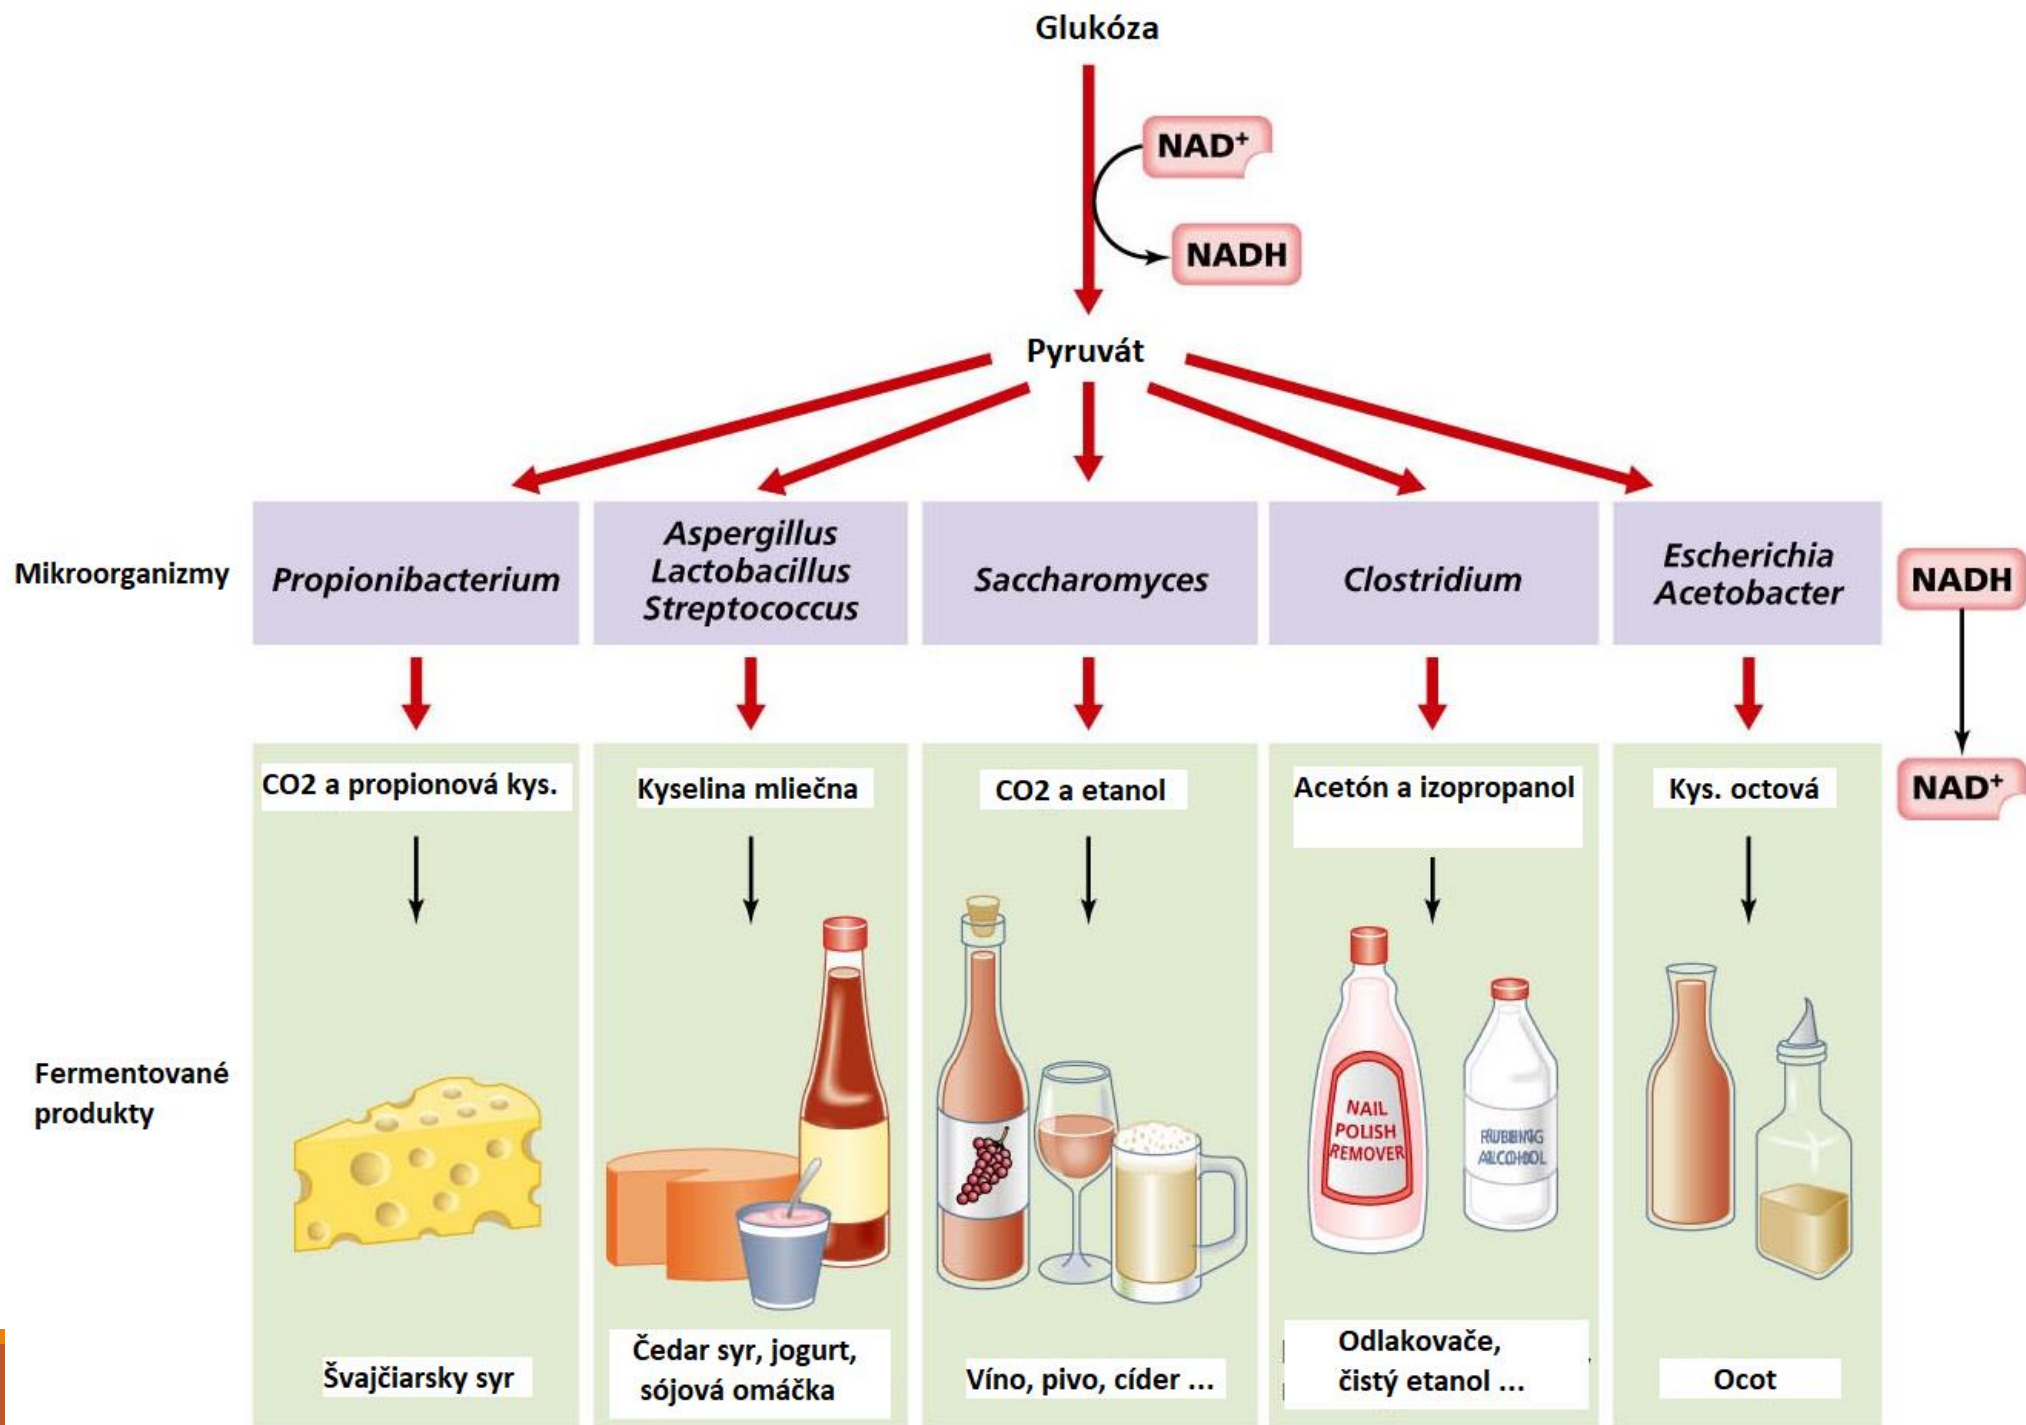 Glukóza
NAD+
NADH
Pyruvát
Mikroorganizmy
Propionibacterium
Aspergillus
Lactobacillus
Streptococcus
Saccharomyces
Clostridium
Escherichia
Acetobacter
NADH
CO2 a propionová kys.
Kyselina mliečna
CO2 a etanol
Acetón a izopropanol
Kys. octová
NAD+
Fermentované
produkty
NAIL
POLISH
REMOVER
RUBBING
ALCOHOL
Švajčiarsky syr
Čedar syr, jogurt,
sójová omáčka
Víno, pivo, cíder ...
Odlakovače,
čistý etanol ...
Ocot